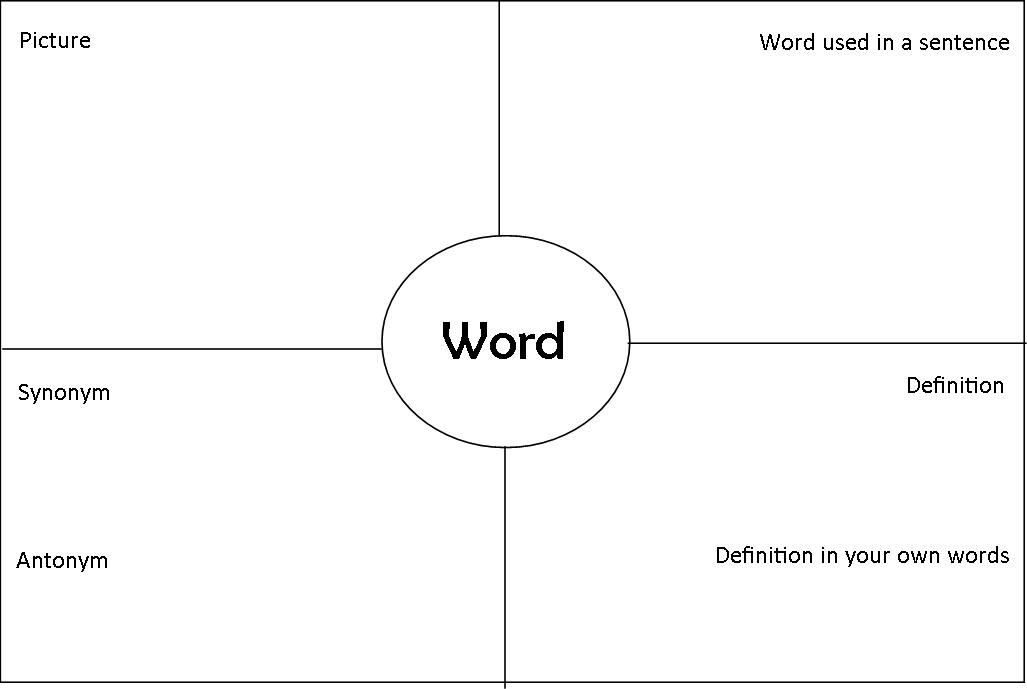 Picture
Word used in a sentence
Word
Synonym
Definition
Antonym
Definition in your own words